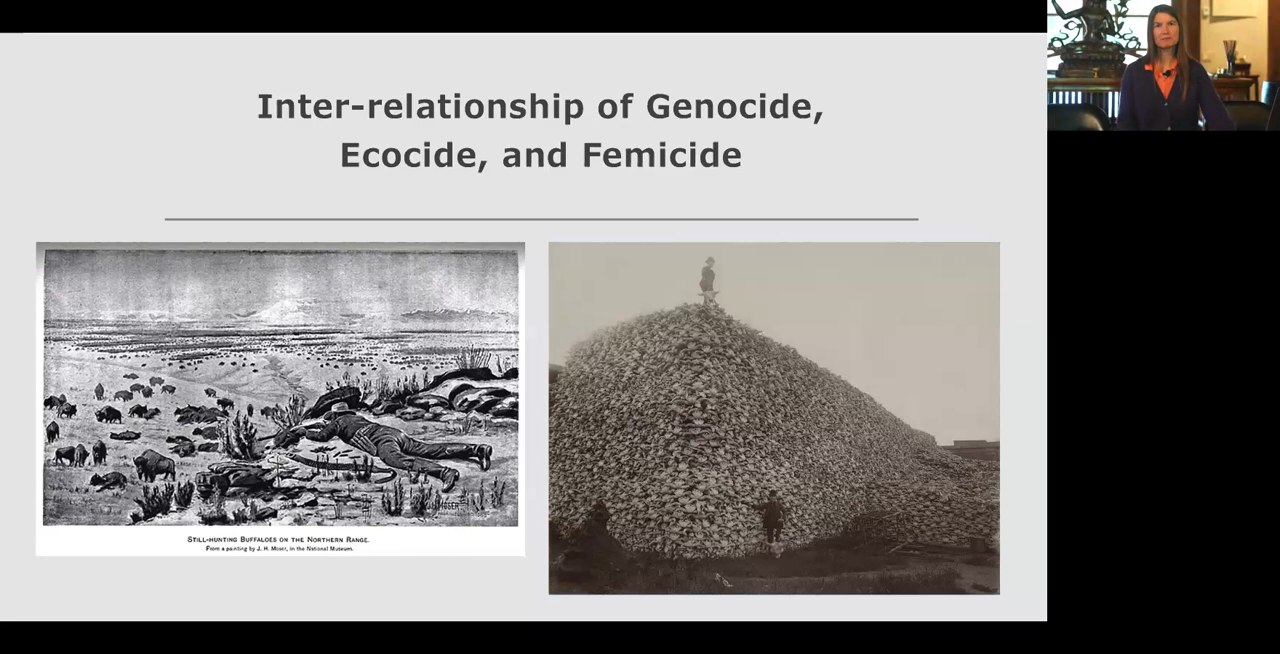 Inter-relationship of Genocide,
Ecocide, and Femicide
STILL-HUNTING BUFFALOES ON THE NORTHERN RANGE.
From a painting by J. H. Moser, in the National Museum.